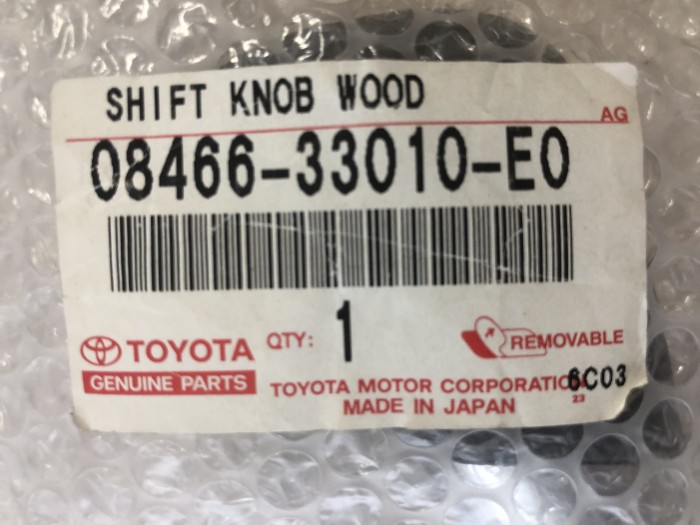 SHIFT KNOB WOOD
AG
08466-33010-E0
QTY: 1
REMOVABLE
TOYOTA
GENUINE PARTS
TOYOTA MOTOR CORPORATION 6C03
23
MADE IN JAPAN